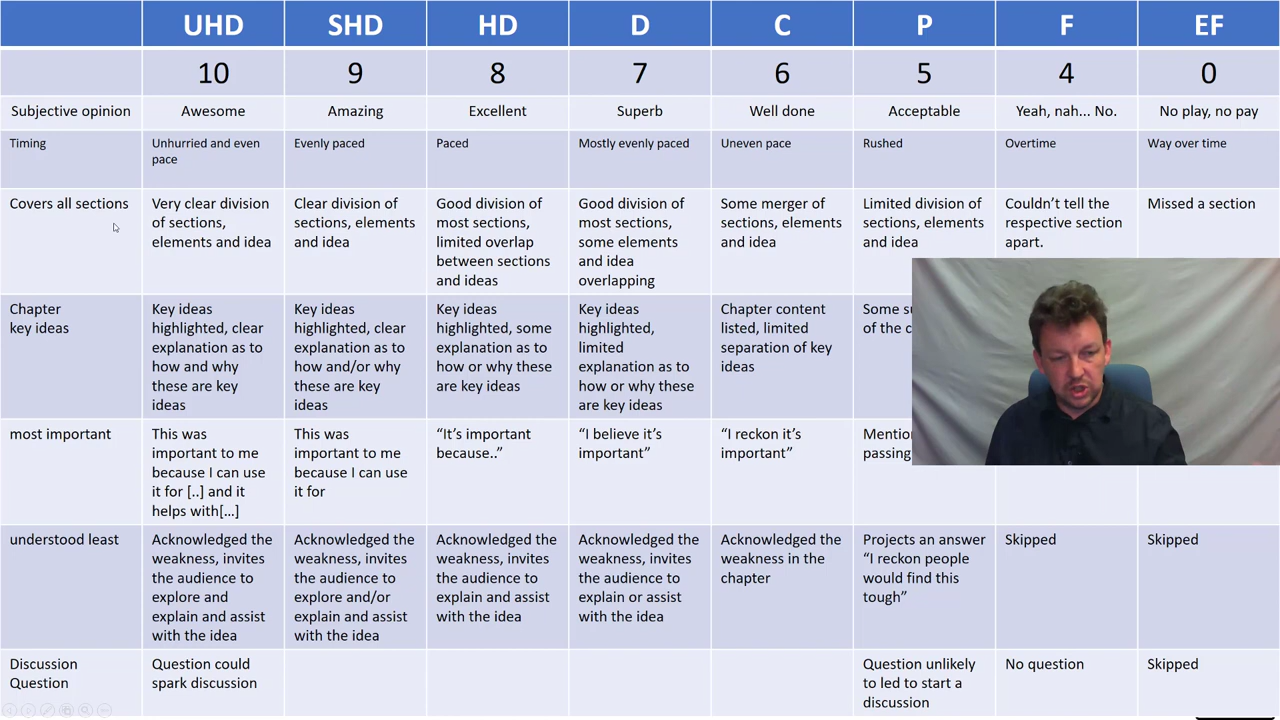 UHD SHD HD D C P F EF
10 9 8 7 6 5 4 0
Subjective opinion Awesome Amazing Excellent Superb Well done Acceptable Yeah, nah... No. No play, no pay
Timing
Unhurried and even
pace
Evenly paced
Paced
Mostly evenly paced
Uneven pace
Rushed
Overtime
Way over time
Covers all sections
Very clear division
of sections,
elements and idea
Clear division of
sections, elements
and idea
Good division of
most sections,
limited overlap
between sections
and ideas
Good division of
most sections,
some elements
and idea
overlapping
Some merger of
sections, elements
and idea
Limited division of
sections, elements
and idea
Couldn’t tell the
respective section
apart.
Missed a section
Chapter
key ideas
Key ideas
highlighted, clear
explanation as to
how and why
these are key
ideas
Key ideas
highlighted, clear
explanation as to
how and/or why
these are key
ideas
Key ideas
highlighted, some
explanation as to
how or why these
are key ideas
Key ideas
highlighted,
limited
explanation as to
how or why these
are key ideas
Chapter content
listed, limited
separation of key
ideas
Some
of the
most important
This was
important to me
because I can use
it for [..] and it
helps with[…]
This was
important to me
because I can use
it for
“It’s important
because..”
“I believe it’s
important”
“I reckon it’s
important”
passing
understood least
Acknowledged the
weakness, invites
the audience to
explore and
explain and assist
with the idea
Acknowledged the
weakness, invites
the audience to
explore and/or
explain and assist
with the idea
Acknowledged the
weakness, invites
the audience to
explain and assist
with the idea
Acknowledged the
weakness, invites
the audience to
explain or assist
with the idea
Acknowledged the
weakness in the
chapter
Projects an answer
“I reckon people
would find this
tough”
Skipped
Skipped
Discussion
Question
Question could
spark discussion
Question unlikely
to led to start a
discussion
No question
Skipped